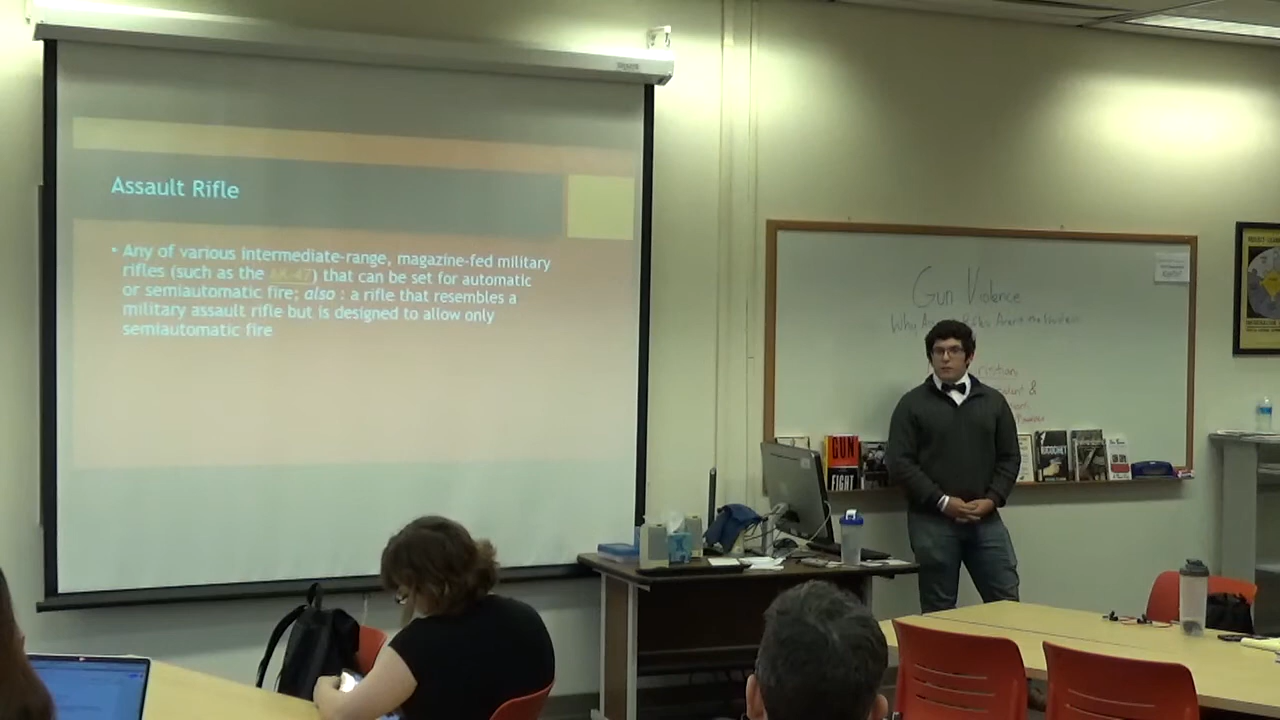 Assault Rifle
• Any of various intermediate-range, magazine-fed military
rifles (such as the AK-47) that can be set for automatic
or semiautomatic fire; also : a rifle that resembles a
military assault rifle but is designed to allow only
semiautomatic fire
Gun Violence
Why
GUN
FIGHT
RICOCHET